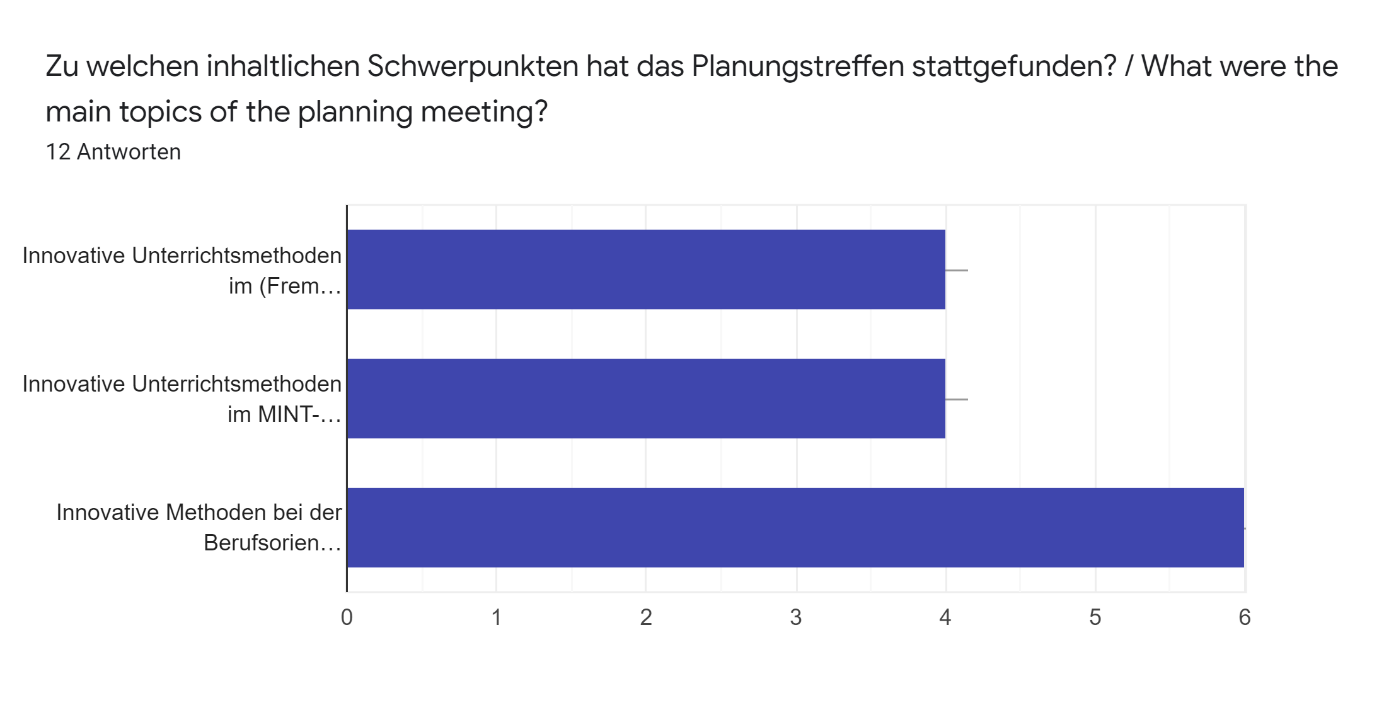 Zu welchen inhaltlichen Schwerpunkten hat das Planungstreffen stattgefunden? / What were the
main topics of the planning meeting?
12 Antworten
Innovative Unterrichtsmethoden
im (Frem…
Innovative Unterrichtsmethoden
im MINT-…
Innovative Methoden bei der
Berufsorien…
0 1 2 3 4 5 6